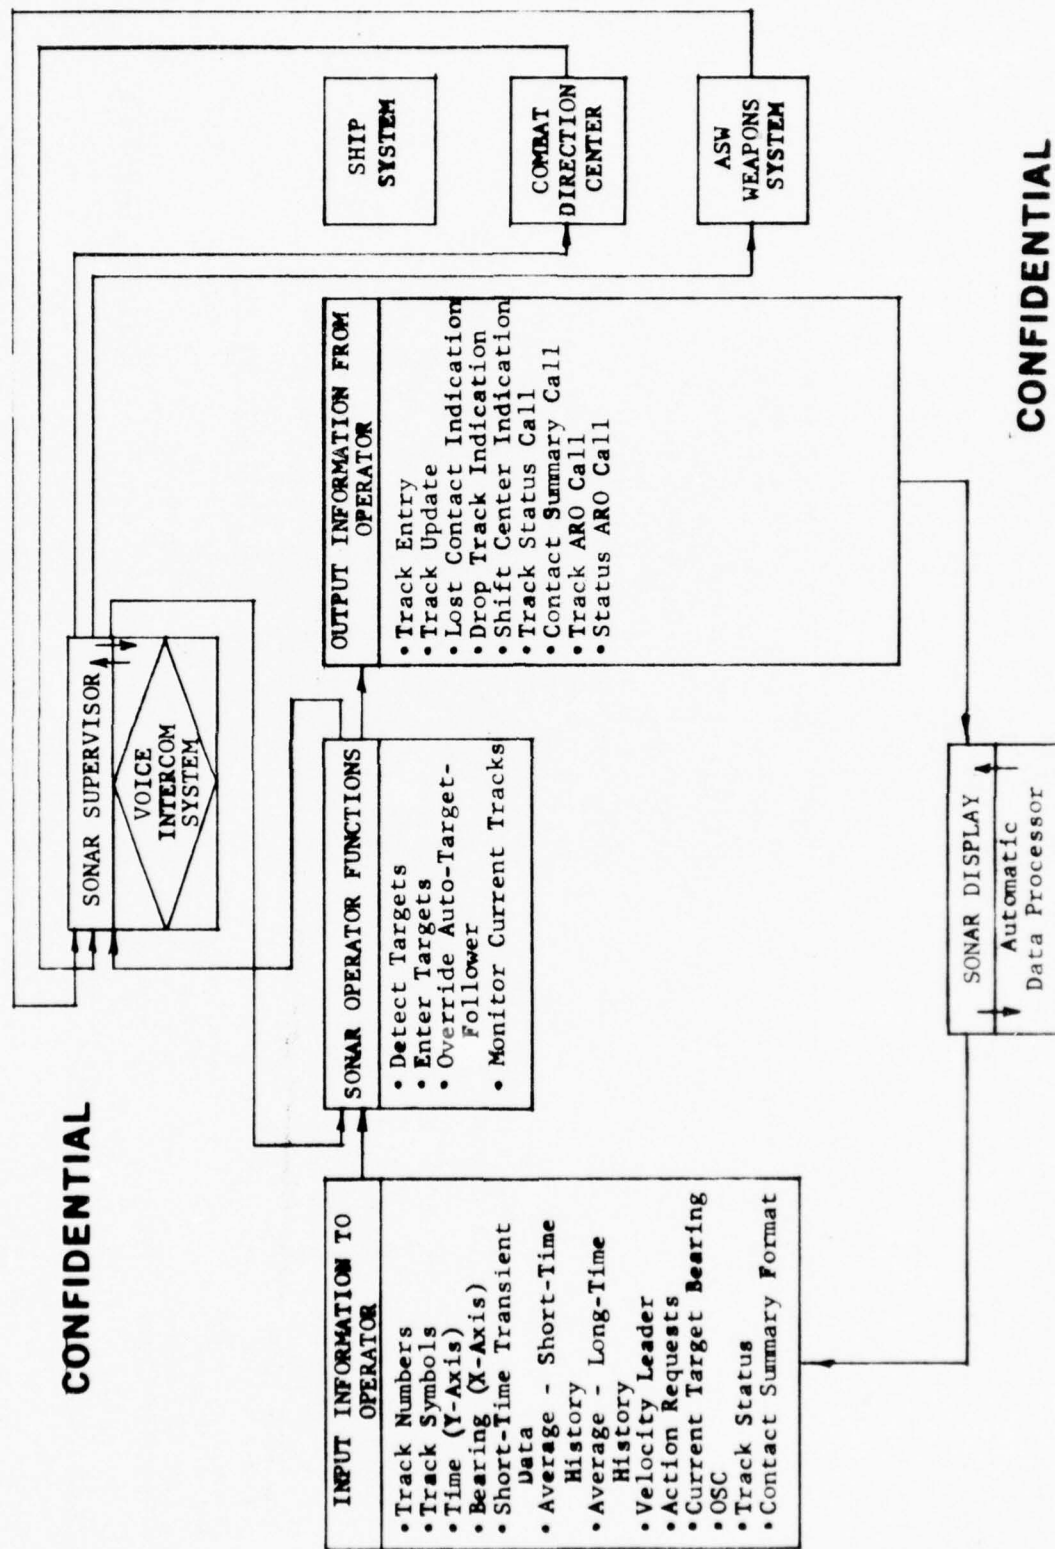 CONFIDENTIAL
SONAR SUPERVISOR
VOICE
INTERCOM
SYSTEM
INPUT INFORMATION TO
OPERATOR
• Track Numbers
• Track Symbols
• Time (Y-Axis)
• Bearing (X-Axis)
• Short-Time Transient
Data
• Average - Short-Time
History
• Average - Long-Time
History
• Velocity Leader
• Action Requests
• Current Target Bearing
• OSC
• Track Status
• Contact Summary Format
SONAR OPERATOR FUNCTIONS
• Detect Targets
• Enter Targets
• Override Auto-Target-
Follower
• Monitor Current Tracks
OUTPUT INFORMATION FROM
OPERATOR
• Track Entry
• Track Update
• Lost Contact Indication
• Drop Track Indication
• Shift Center Indication
• Track Status Call
• Contact Summary Call
• Track ARO Call
• Status ARO Call
SHIP
SYSTEM
COMBAT
DIRECTION
CENTER
ASW
WEAPONS
SYSTEM
SONAR DISPLAY
Automatic
Data Processor
CONFIDENTIAL